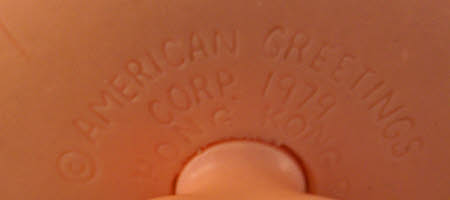 © AMERICAN GREETINGS
CORP. 1979
HONG KONG